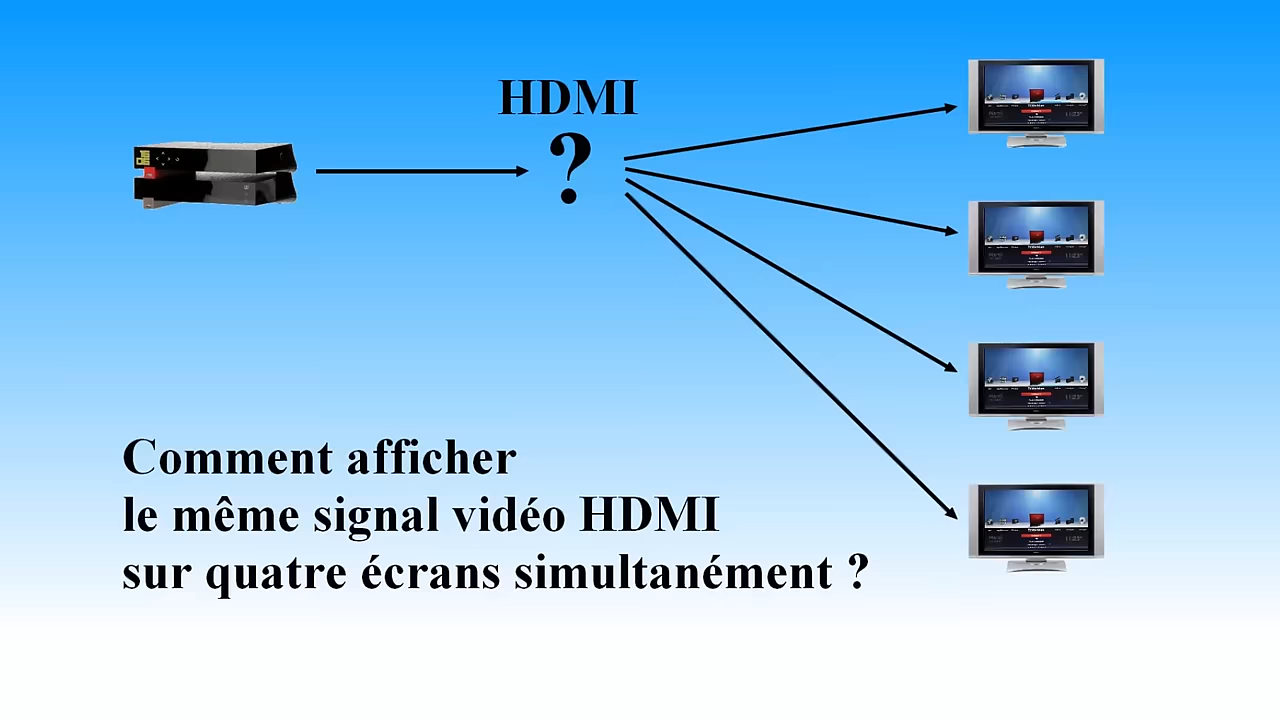 HDMI
?
Comment afficher
le même signal vidéo HDMI
sur quatre écrans simultanément ?